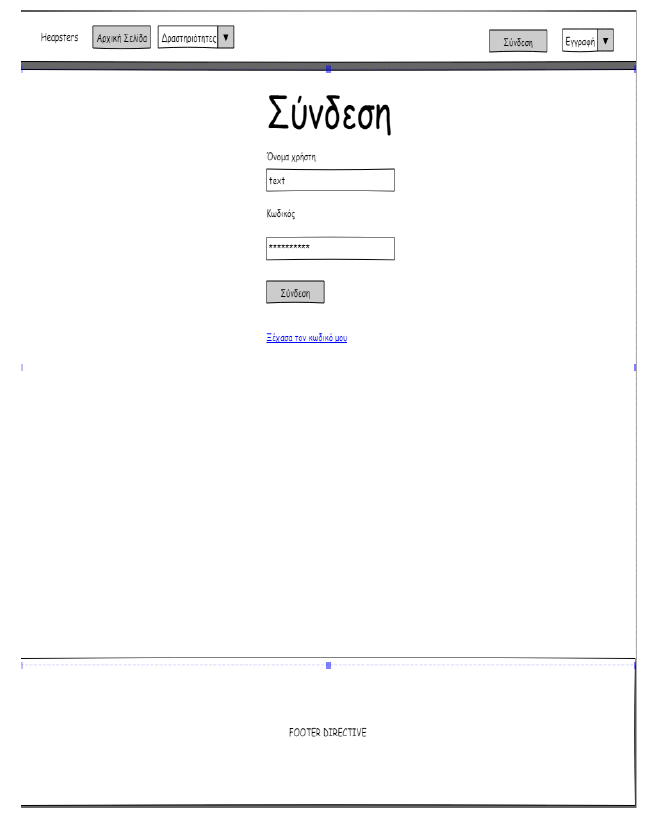 Heapsters Αρχική Σελίδα Δραστηριότητες ▼ Σύνδεση Εγγραφή ▼
Σύνδεση
Όνομα χρήστη
text
Κωδικός
**********
Σύνδεση
Ξέχασα τον κωδικό μου
FOOTER DIRECTIVE